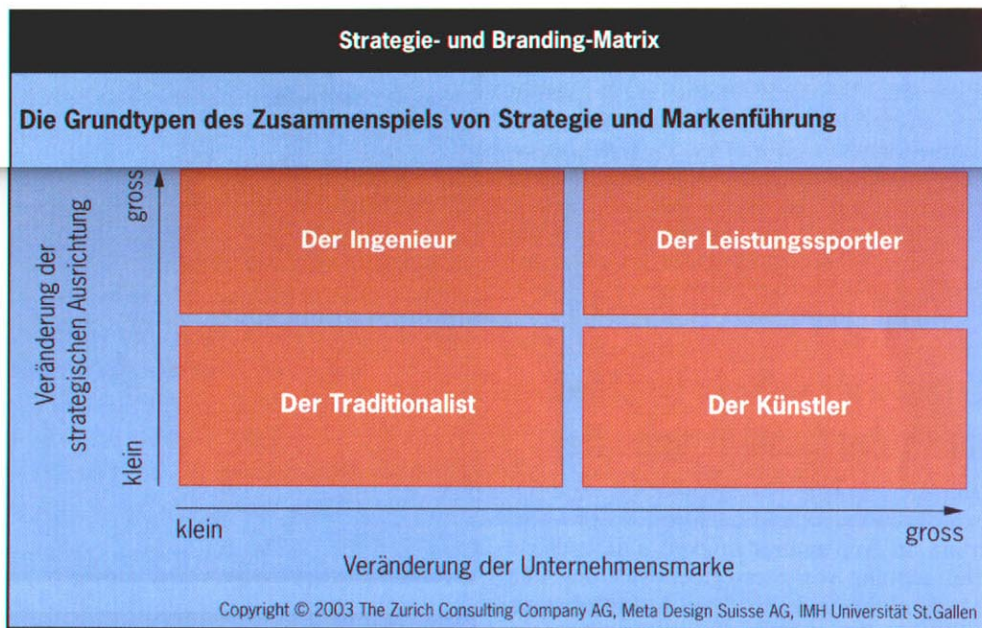 Strategie- und Branding-Matrix
Die Grundtypen des Zusammenspiels von Strategie und Markenführung
Veränderung der
strategischen Ausrichtung
gross
klein
Der Ingenieur
Der Leistungssportler
Der Traditionalist
Der Künstler
klein
gross
Veränderung der Unternehmensmarke
Copyright © 2003 The Zurich Consulting Company AG, Meta Design Suisse AG, IMH Universität St.Gallen